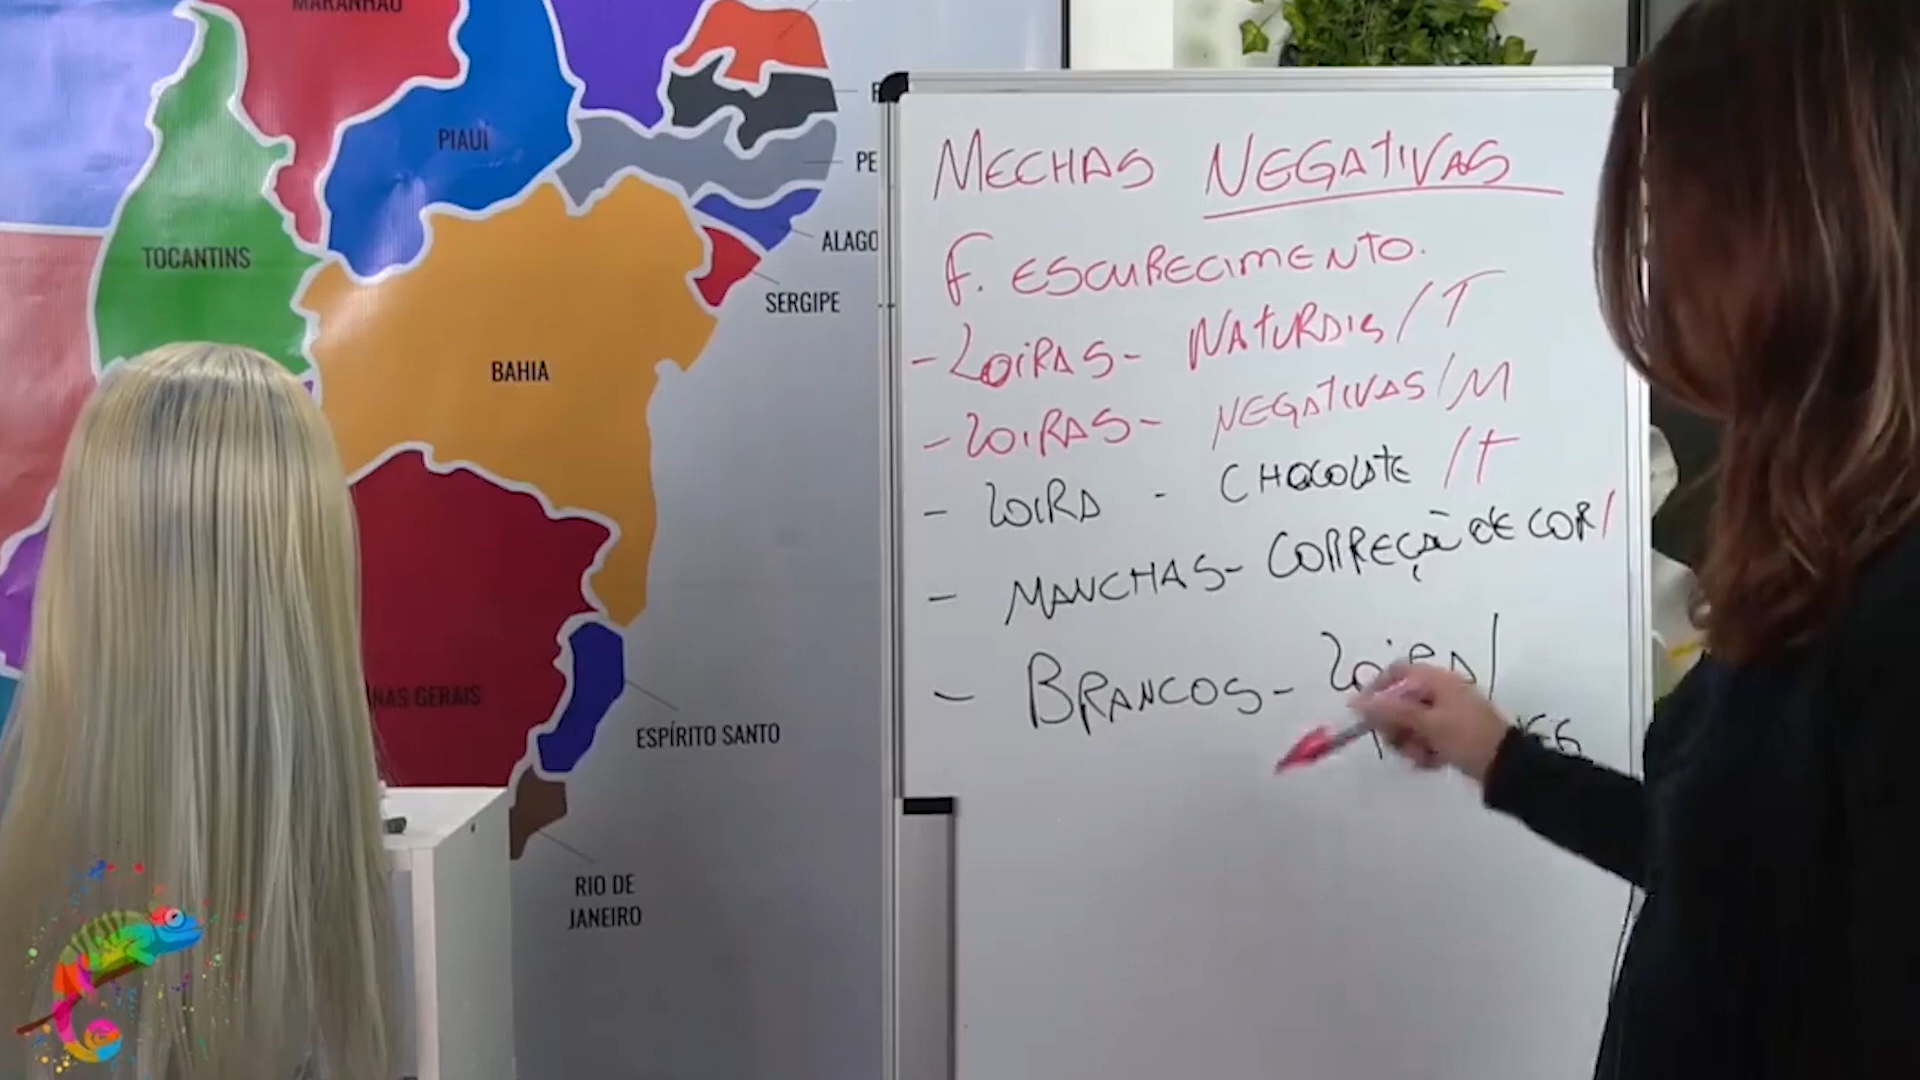 MARANHÃO
PIAUÍ
PE
TOCANTINS
ALAGO
SERGIPE
BAHIA
NAS GERAIS
ESPÍRITO SANTO
RIO DE
JANEIRO
MECHAS NEGATIVAS
F. ESCURECIMENTO.
- LOIRAS - NATURAIS / T
- LOIRAS - NEGATIVAS / M
- LOIRA - CHOCOLATE / T
- MANCHAS - CORREÇÃO DE COR /
- BRANCOS - LOIRA /